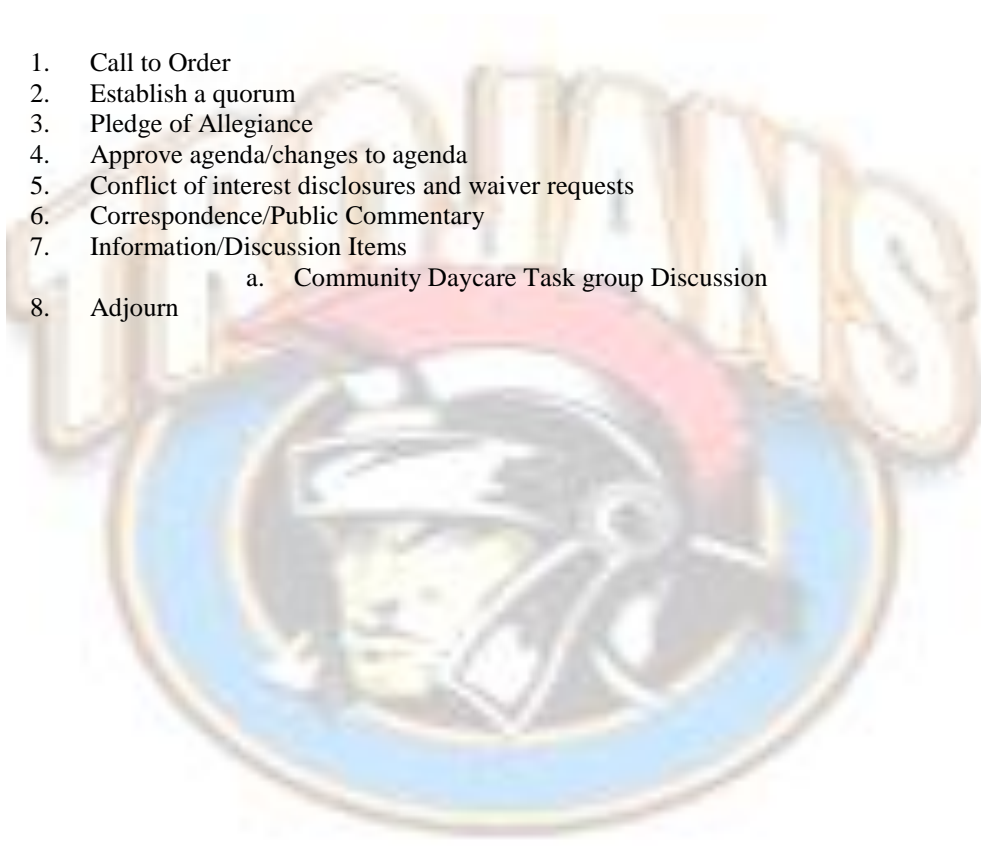 1. Call to Order
2. Establish a quorum
3. Pledge of Allegiance
4. Approve agenda/changes to agenda
5. Conflict of interest disclosures and waiver requests
6. Correspondence/Public Commentary
7. Information/Discussion Items
a. Community Daycare Task group Discussion
8. Adjourn
TROJANS